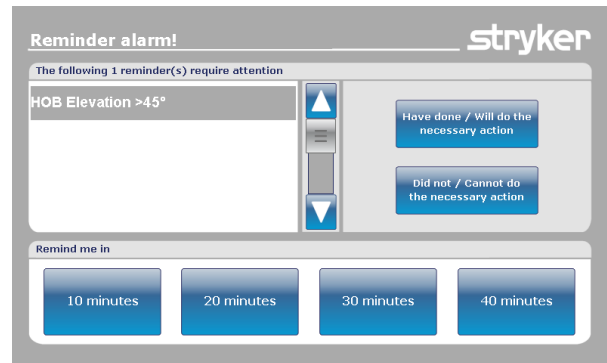 Reminder alarm!
stryker
The following 1 reminder(s) require attention
HOB Elevation >45°
Have done / Will do the
necessary action
Did not / Cannot do
the necessary action
Remind me in
10 minutes
20 minutes
30 minutes
40 minutes